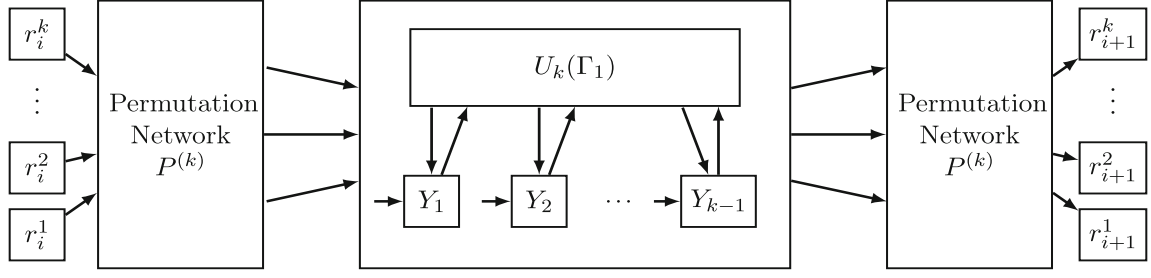 r_i^k
⋮
r_i^2
r_i^1
Permutation
Network
P^{(k)}
U_k(Γ_1)
Y_1 Y_2 ⋯ Y_{k−1}
Permutation
Network
P^{(k)}
r_{i+1}^k
⋮
r_{i+1}^2
r_{i+1}^1